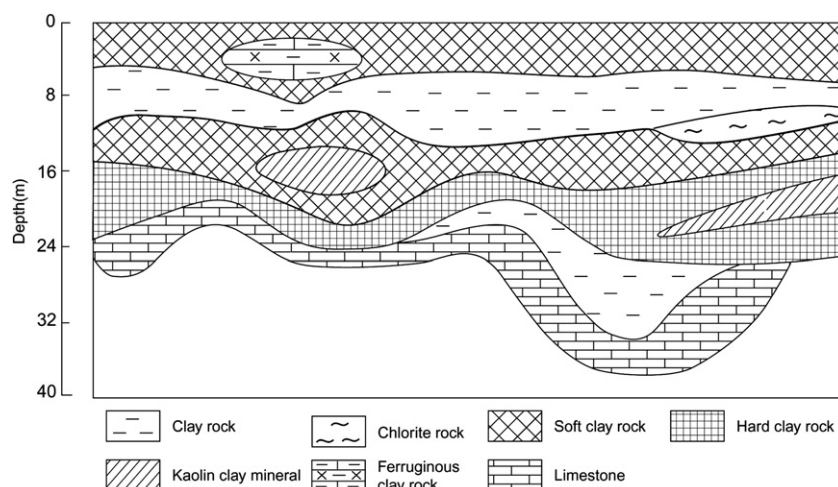 0
8
16
24
32
40
Depth(m)
Clay rock
Chlorite rock
Soft clay rock
Hard clay rock
Kaolin clay mineral
Ferruginous
clay rock
Limestone